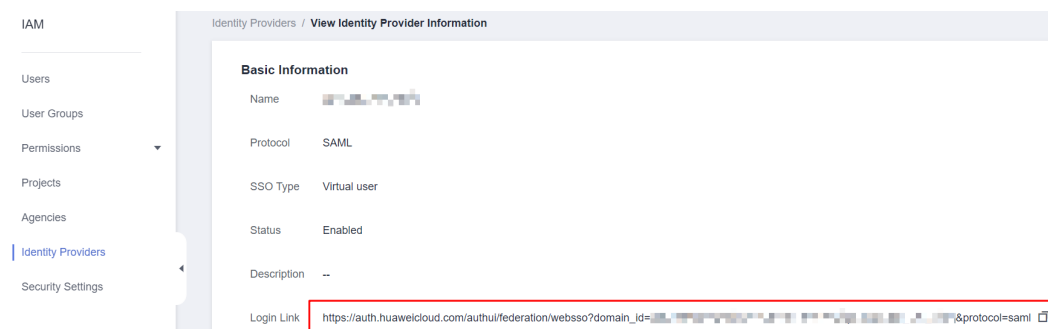 IAM
Users
User Groups
Permissions
Projects
Agencies
Identity Providers
Security Settings
Identity Providers / View Identity Provider Information
Basic Information
Name
Protocol SAML
SSO Type Virtual user
Status Enabled
Description --
Login Link https://auth.huaweicloud.com/authui/federation/websso?domain_id= &protocol=saml